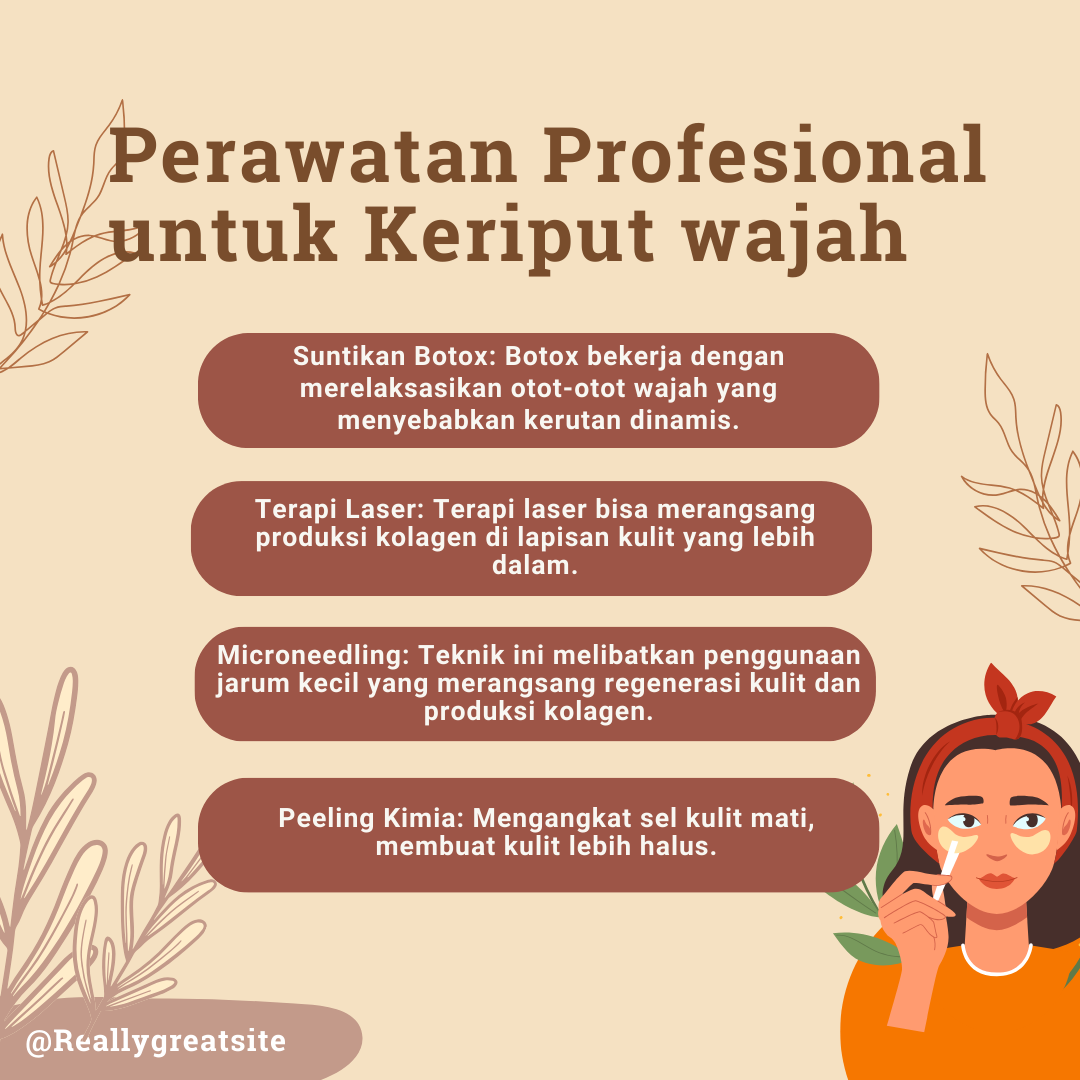 Perawatan Profesional
untuk Keriput wajah
Suntikan Botox: Botox bekerja dengan
merelaksasikan otot-otot wajah yang
menyebabkan kerutan dinamis.
Terapi Laser: Terapi laser bisa merangsang
produksi kolagen di lapisan kulit yang lebih
dalam.
Microneedling: Teknik ini melibatkan penggunaan
jarum kecil yang merangsang regenerasi kulit dan
produksi kolagen.
Peeling Kimia: Mengangkat sel kulit mati,
membuat kulit lebih halus.
@Reallygreatsite